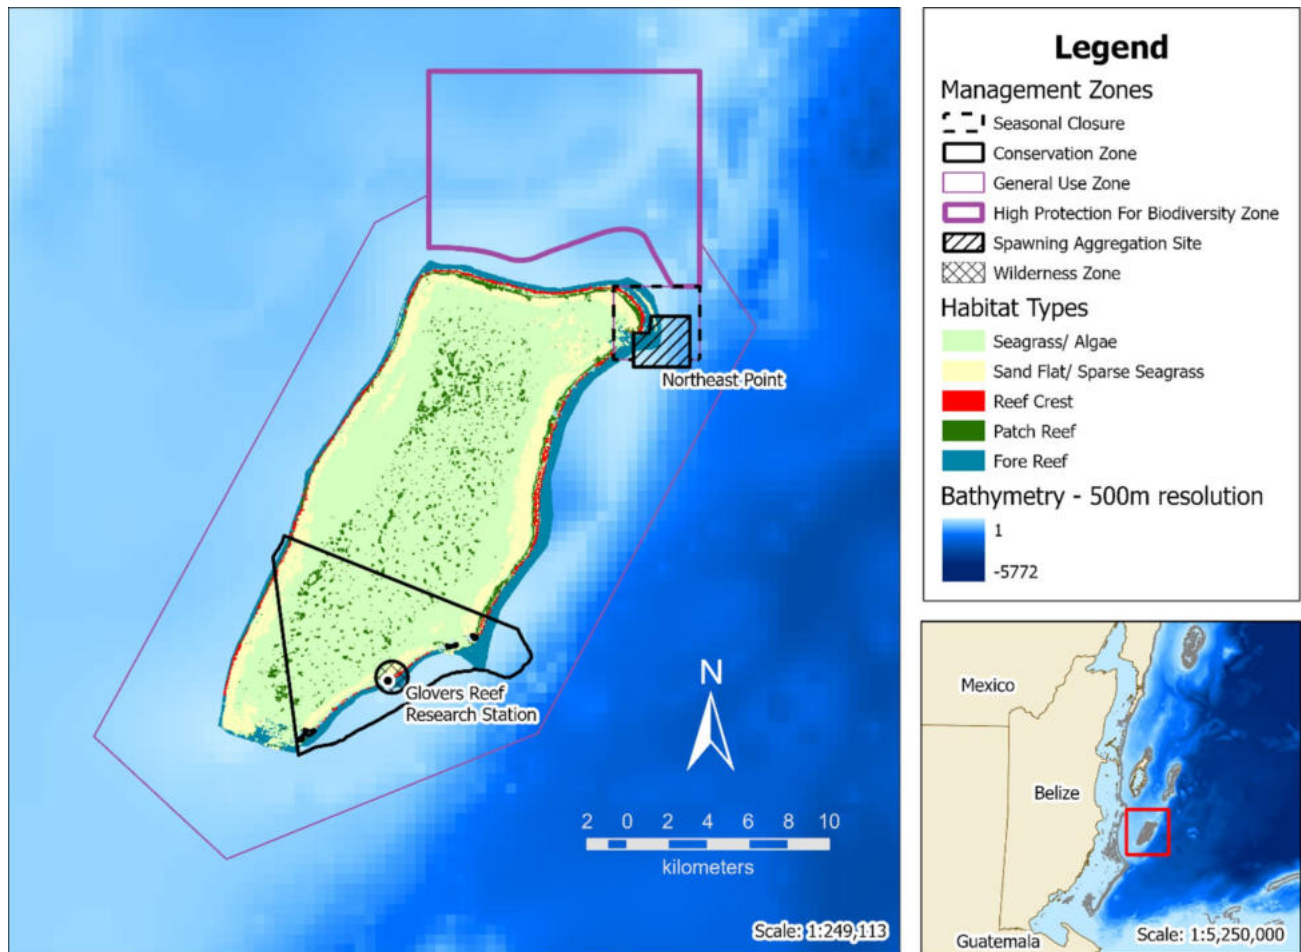 Northeast Point
Glovers Reef
Research Station
N
2 0 2 4 6 8 10
kilometers
Scale: 1:249,113
Legend
Management Zones
Seasonal Closure
Conservation Zone
General Use Zone
High Protection For Biodiversity Zone
Spawning Aggregation Site
Wilderness Zone
Habitat Types
Seagrass/ Algae
Sand Flat/ Sparse Seagrass
Reef Crest
Patch Reef
Fore Reef
Bathymetry - 500m resolution
1
-5772
Mexico
Belize
Guatemala
Scale: 1:5,250,000